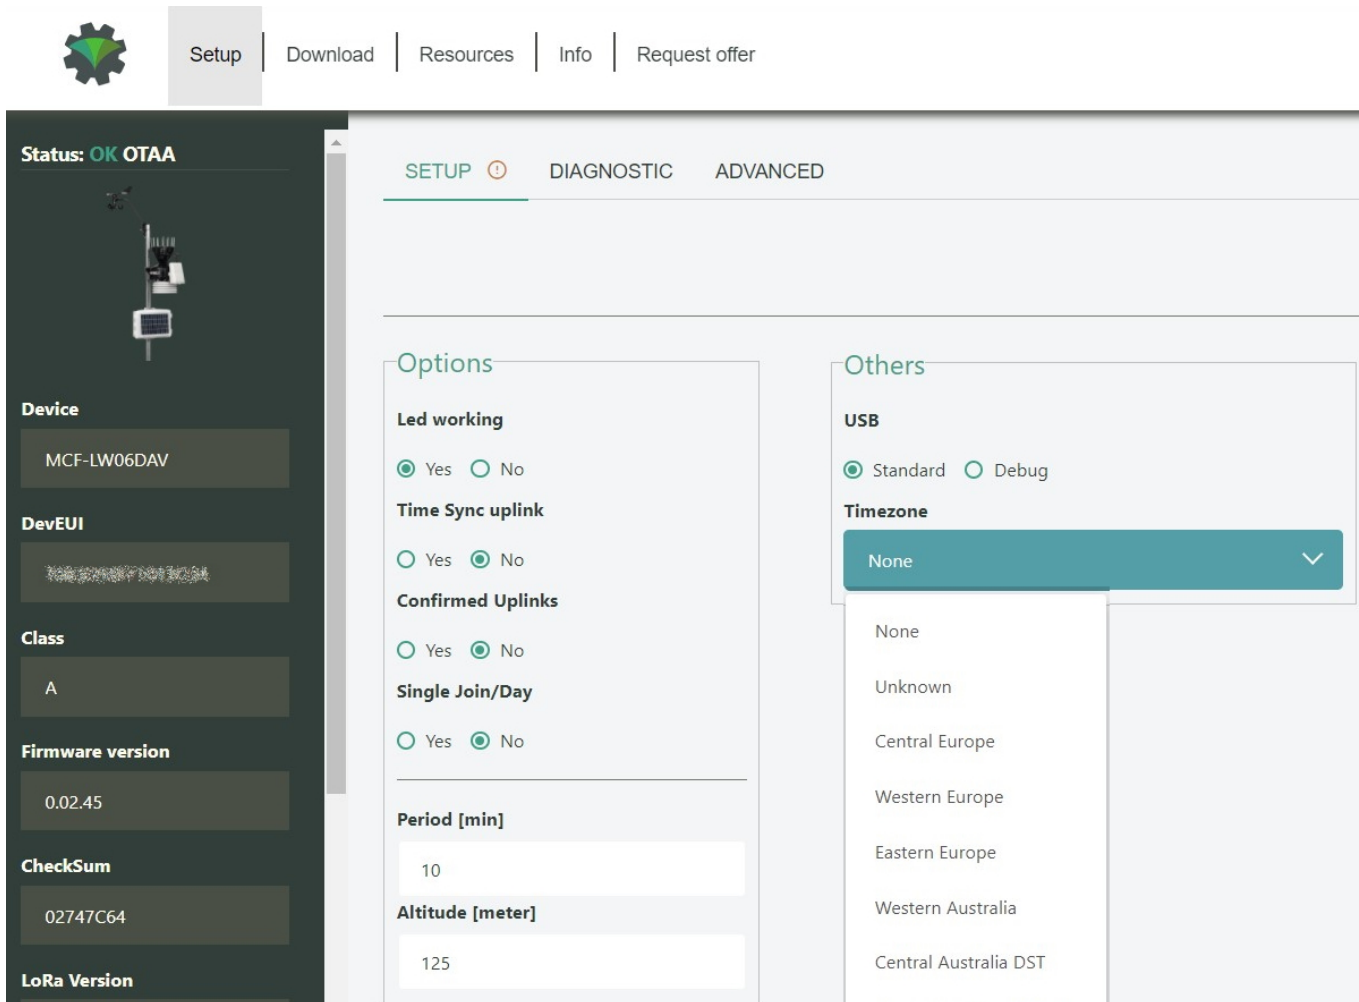 Setup
Download
Resources
Info
Request offer
Status: OK OTAA
Device
MCF-LW06DAV
DevEUI
Class
A
Firmware version
0.02.45
CheckSum
02747C64
LoRa Version
SETUP
DIAGNOSTIC
ADVANCED
Options
Led working
Yes No
Time Sync uplink
Yes No
Confirmed Uplinks
Yes No
Single Join/Day
Yes No
Period [min]
10
Altitude [meter]
125
Others
USB
Standard Debug
Timezone
None
None
Unknown
Central Europe
Western Europe
Eastern Europe
Western Australia
Central Australia DST